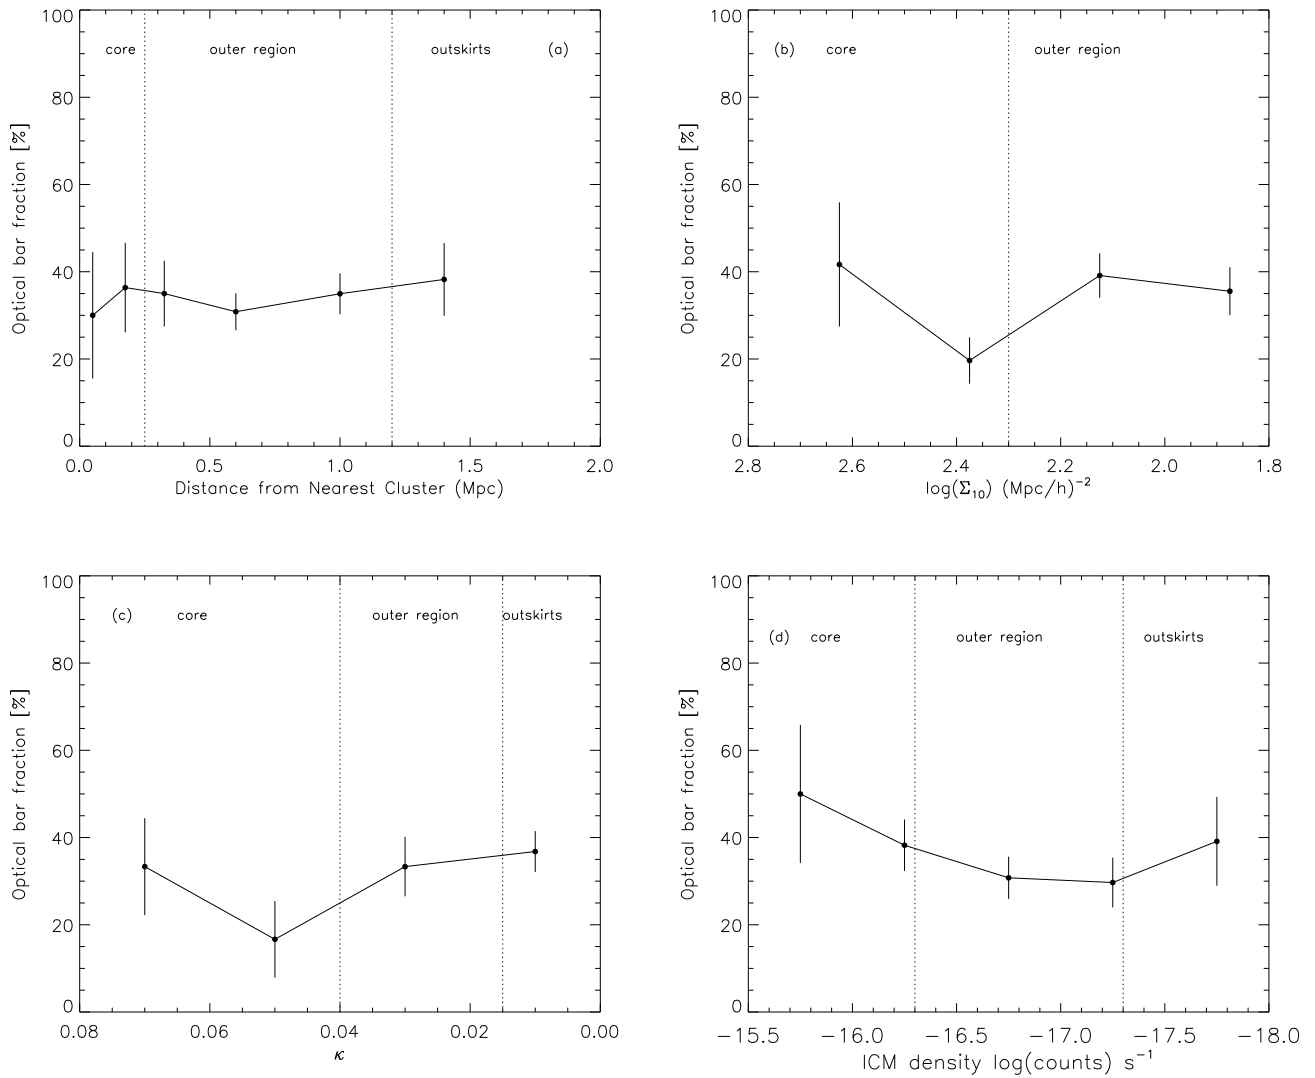 100
80
60
40
20
0
Optical bar fraction [%]
core outer region outskirts (a)
0.0 0.5 1.0 1.5 2.0
Distance from Nearest Cluster (Mpc)
100
80
60
40
20
0
Optical bar fraction [%]
(b) core outer region
2.8 2.6 2.4 2.2 2.0 1.8
log(Σ₁₀) (Mpc/h)⁻²
100
80
60
40
20
0
Optical bar fraction [%]
(c) core outer region outskirts
0.08 0.06 0.04 0.02 0.00
κ
100
80
60
40
20
0
Optical bar fraction [%]
(d) core outer region outskirts
−15.5 −16.0 −16.5 −17.0 −17.5 −18.0
ICM density log(counts) s⁻¹